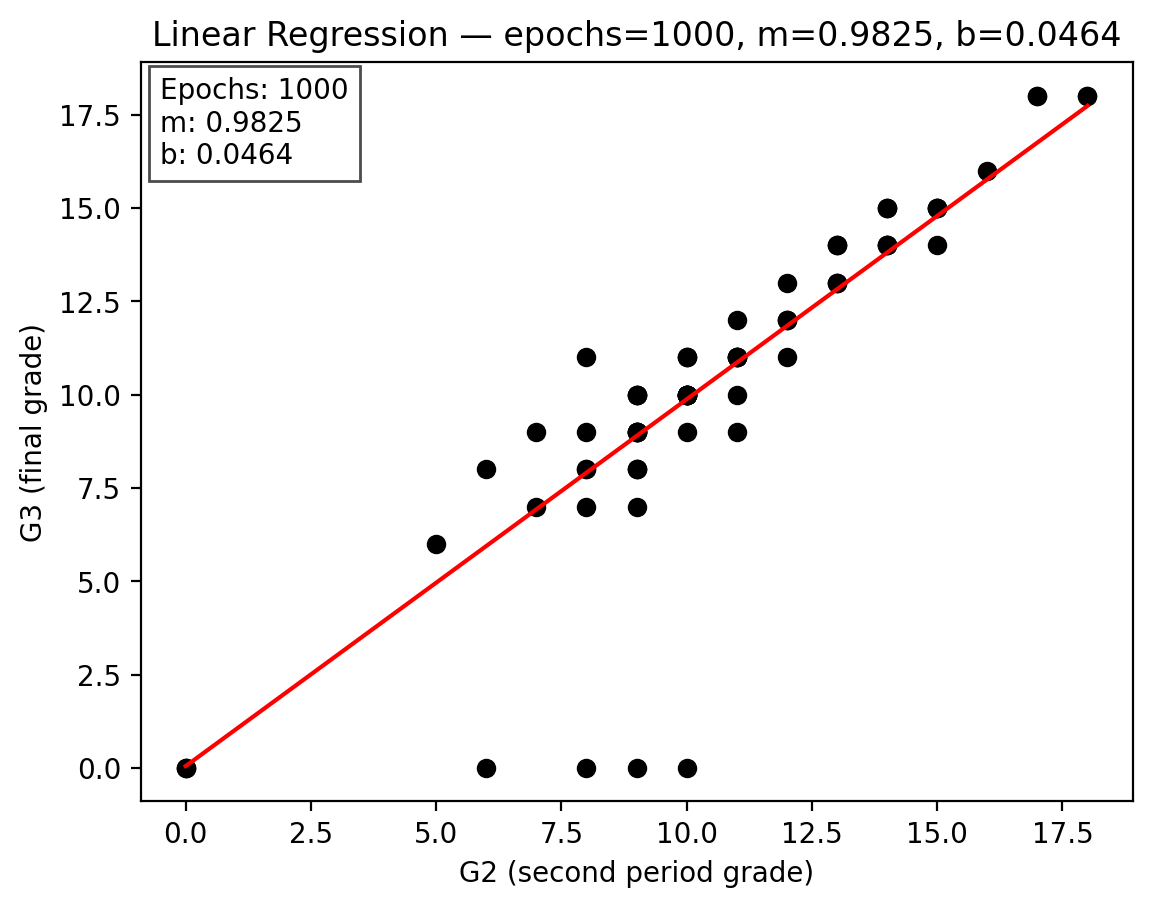 Linear Regression — epochs=1000, m=0.9825, b=0.0464
Epochs: 1000
m: 0.9825
b: 0.0464
17.5
15.0
12.5
10.0
7.5
5.0
2.5
0.0
G3 (final grade)
0.0 2.5 5.0 7.5 10.0 12.5 15.0 17.5
G2 (second period grade)